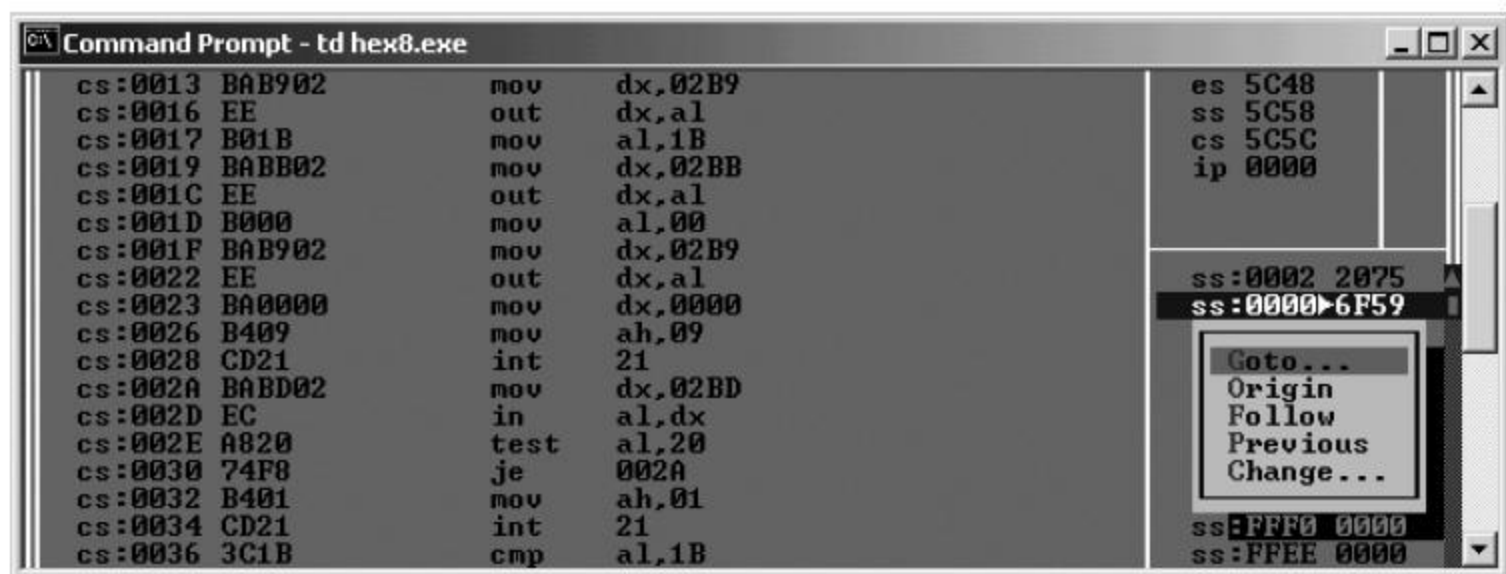 Command Prompt - td hex8.exe
cs:0013 BAB902 mov dx,02B9
cs:0016 EE out dx,al
cs:0017 B01B mov al,1B
cs:0019 BABB02 mov dx,02BB
cs:001C EE out dx,al
cs:001D B000 mov al,00
cs:001F BAB902 mov dx,02B9
cs:0022 EE out dx,al
cs:0023 BA0000 mov dx,0000
cs:0026 B409 mov ah,09
cs:0028 CD21 int 21
cs:002A BABD02 mov dx,02BD
cs:002D EC in al,dx
cs:002E A820 test al,20
cs:0030 74F8 je 002A
cs:0032 B401 mov ah,01
cs:0034 CD21 int 21
cs:0036 3C1B cmp al,1B
es 5C48
ss 5C58
cs 5C5C
ip 0000
ss:0002 2075
ss:0000►6F59
Goto...
Origin
Follow
Previous
Change...
ss:FFF0 0000
ss:FFEE 0000